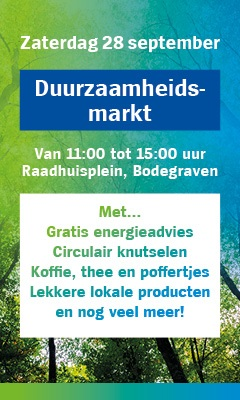 Zaterdag 28 september
Duurzaamheids-
markt
Van 11:00 tot 15:00 uur
Raadhuisplein, Bodegraven
Met...
Gratis energieadvies
Circulair knutselen
Koffie, thee en poffertjes
Lekkere lokale producten
en nog veel meer!